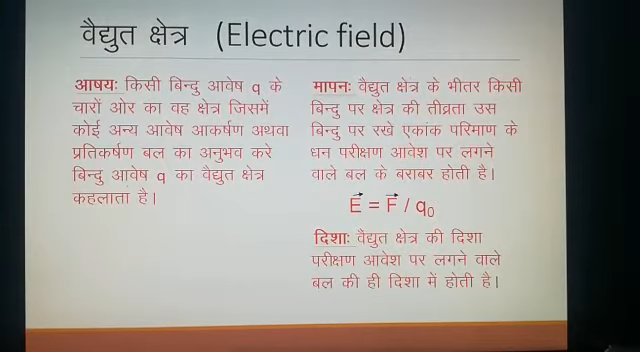 वैद्युत क्षेत्र (Electric field)
आषयः किसी बिन्दु आवेष q के
चारों ओर का वह क्षेत्र जिसमें
कोई अन्य आवेष आकर्षण अथवा
प्रतिकर्षण बल का अनुभव करे
बिन्दु आवेष q का वैद्युत क्षेत्र
कहलाता है।
मापनः वैद्युत क्षेत्र के भीतर किसी
बिन्दु पर क्षेत्र की तीव्रता उस
बिन्दु पर रखे एकांक परिमाण के
धन परीक्षण आवेश पर लगने
वाले बल के बराबर होती है।
E⃗ = F⃗ / q₀
दिशाः वैद्युत क्षेत्र की दिशा
परीक्षण आवेश पर लगने वाले
बल की ही दिशा में होती है।